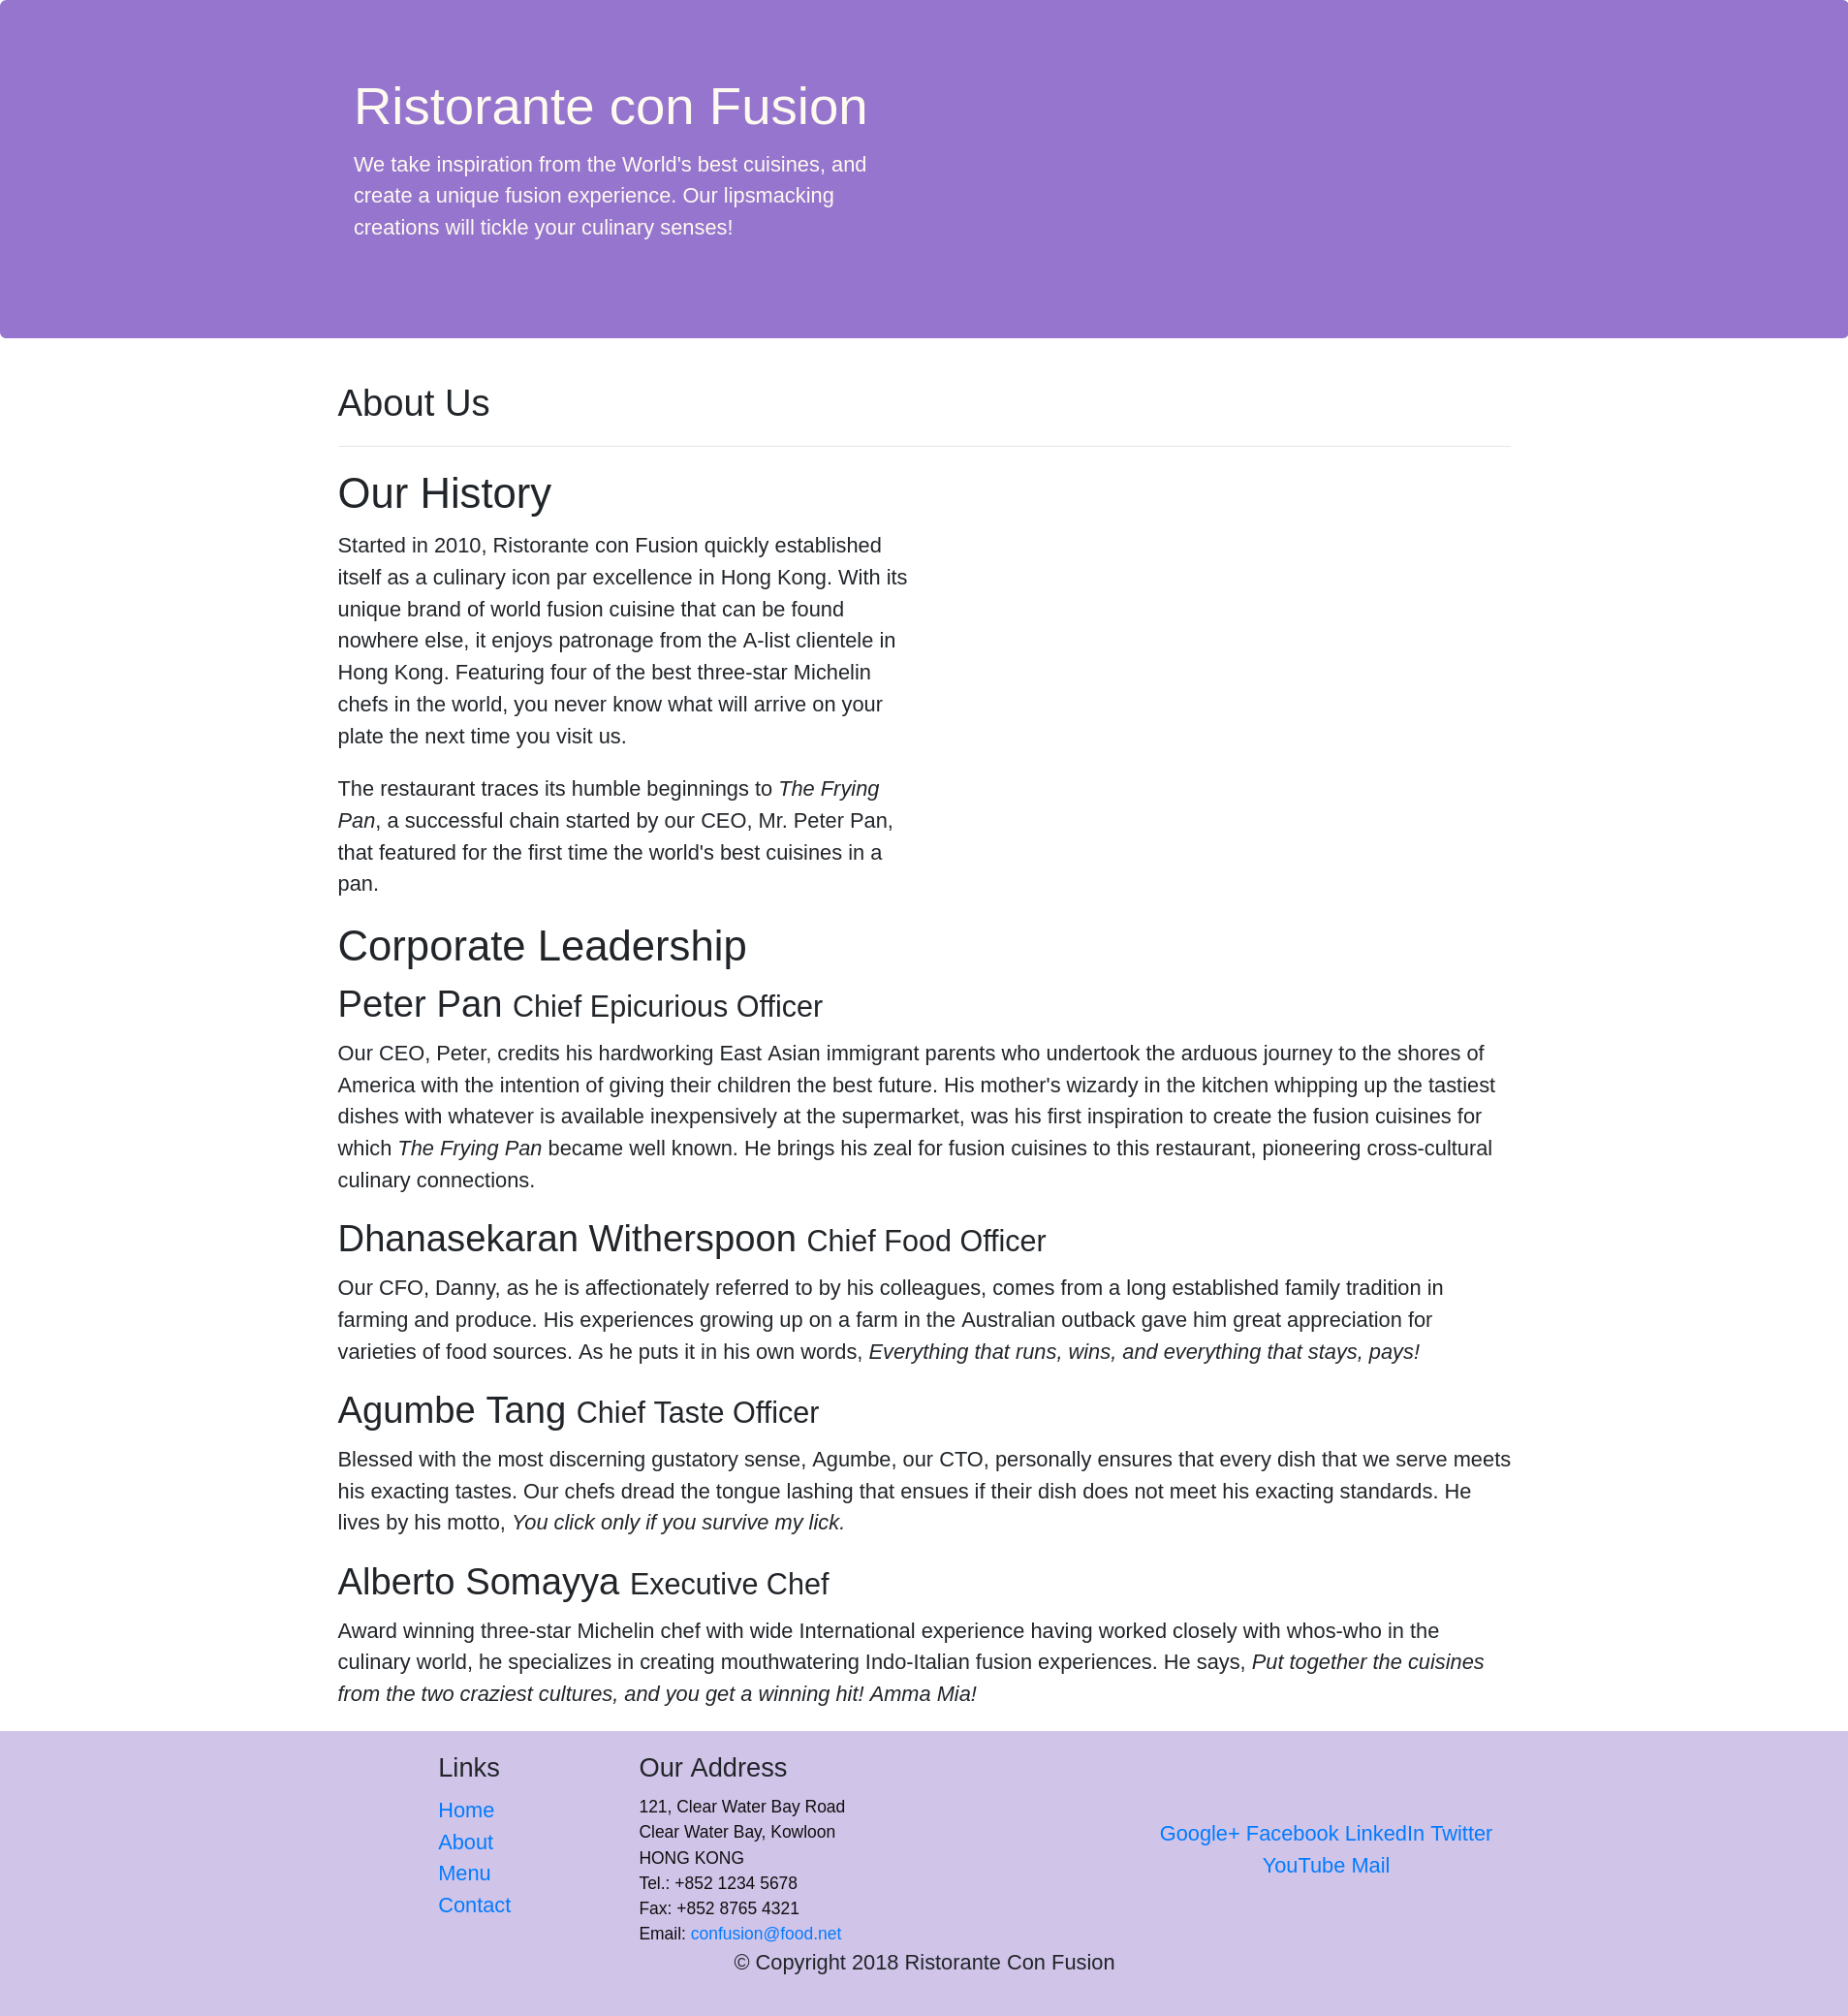 Ristorante con Fusion
We take inspiration from the World's best cuisines, and
create a unique fusion experience. Our lipsmacking
creations will tickle your culinary senses!
About Us
Our History
Started in 2010, Ristorante con Fusion quickly established
itself as a culinary icon par excellence in Hong Kong. With its
unique brand of world fusion cuisine that can be found
nowhere else, it enjoys patronage from the A-list clientele in
Hong Kong. Featuring four of the best three-star Michelin
chefs in the world, you never know what will arrive on your
plate the next time you visit us.
The restaurant traces its humble beginnings to The Frying
Pan, a successful chain started by our CEO, Mr. Peter Pan,
that featured for the first time the world's best cuisines in a
pan.
Corporate Leadership
Peter Pan Chief Epicurious Officer
Our CEO, Peter, credits his hardworking East Asian immigrant parents who undertook the arduous journey to the shores of
America with the intention of giving their children the best future. His mother's wizardy in the kitchen whipping up the tastiest
dishes with whatever is available inexpensively at the supermarket, was his first inspiration to create the fusion cuisines for
which The Frying Pan became well known. He brings his zeal for fusion cuisines to this restaurant, pioneering cross-cultural
culinary connections.
Dhanasekaran Witherspoon Chief Food Officer
Our CFO, Danny, as he is affectionately referred to by his colleagues, comes from a long established family tradition in
farming and produce. His experiences growing up on a farm in the Australian outback gave him great appreciation for
varieties of food sources. As he puts it in his own words, Everything that runs, wins, and everything that stays, pays!
Agumbe Tang Chief Taste Officer
Blessed with the most discerning gustatory sense, Agumbe, our CTO, personally ensures that every dish that we serve meets
his exacting tastes. Our chefs dread the tongue lashing that ensues if their dish does not meet his exacting standards. He
lives by his motto, You click only if you survive my lick.
Alberto Somayya Executive Chef
Award winning three-star Michelin chef with wide International experience having worked closely with whos-who in the
culinary world, he specializes in creating mouthwatering Indo-Italian fusion experiences. He says, Put together the cuisines
from the two craziest cultures, and you get a winning hit! Amma Mia!
Links
Home
About
Menu
Contact
Our Address
121, Clear Water Bay Road
Clear Water Bay, Kowloon
HONG KONG
Tel.: +852 1234 5678
Fax: +852 8765 4321
Email: confusion@food.net
Google+ Facebook LinkedIn Twitter
YouTube Mail
© Copyright 2018 Ristorante Con Fusion